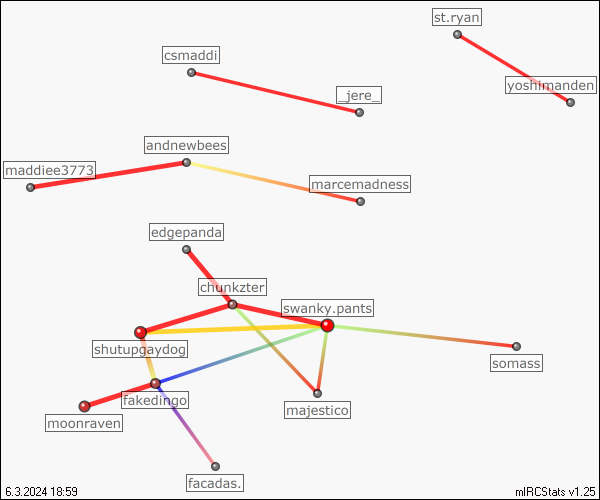 st.ryan
csmaddi
yoshimanden
_jere_
andnewbees
maddiee3773
marcemadness
edgepanda
chunkzter
swanky.pants
shutupgaydog
somass
fakedingo
majestico
moonraven
facadas.
6.3.2024 18:59
mIRCStats v1.25